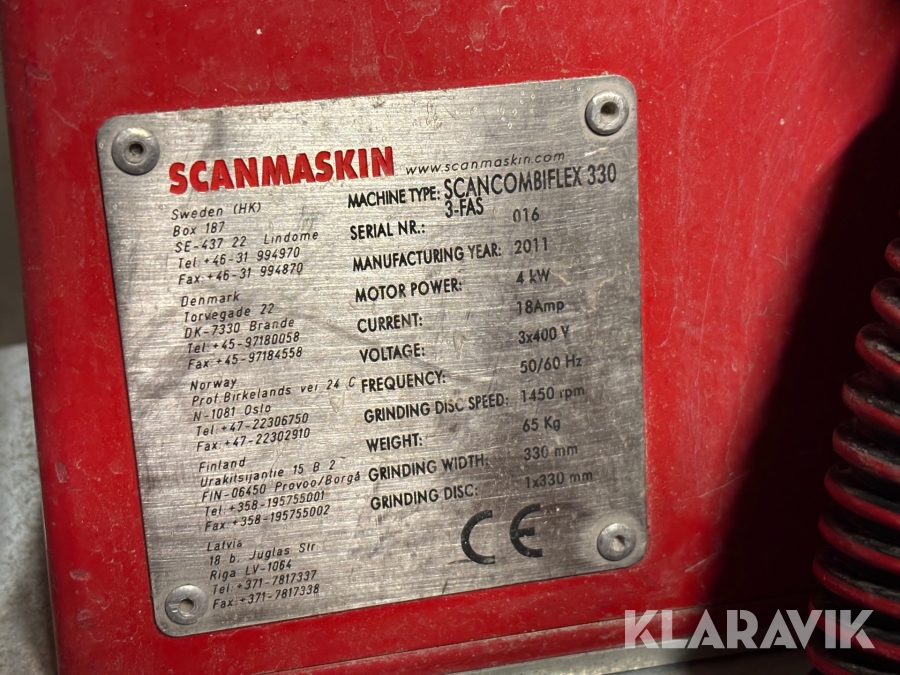 SCANMASKIN www.scanmaskin.com
Sweden (HK)
Box 187
SE-437 22 Lindome
Tel +46-31 994970
Fax +46-31 994870
Denmark
Torvegade 22
DK-7330 Brande
Tel: +45-97180058
Fax +45-97184558
Norway
Prof Birkelands vei 24 C
N-1081 Oslo
Tel +47-22306750
Fax: +47-22302910
Finland
Urakitsijantie 15 B 2
FIN-06450 Provoo/Borgå
Tel +358-195755001
Fax +358-195755002
Latvia
18 b. Juglas Str
Riga LV-1064
Tel: +371-7817337
Fax: +371-7817338
MACHINE TYPE: SCANCOMBIFLEX 330
3-FAS
SERIAL NR.: 016
MANUFACTURING YEAR: 2011
MOTOR POWER: 4 kW
CURRENT: 18Amp
VOLTAGE: 3x400 V
FREQUENCY: 50/60 Hz
GRINDING DISC SPEED: 1450 rpm
WEIGHT: 65 Kg
GRINDING WIDTH: 330 mm
GRINDING DISC: 1x330 mm
CE
KLARAVIK